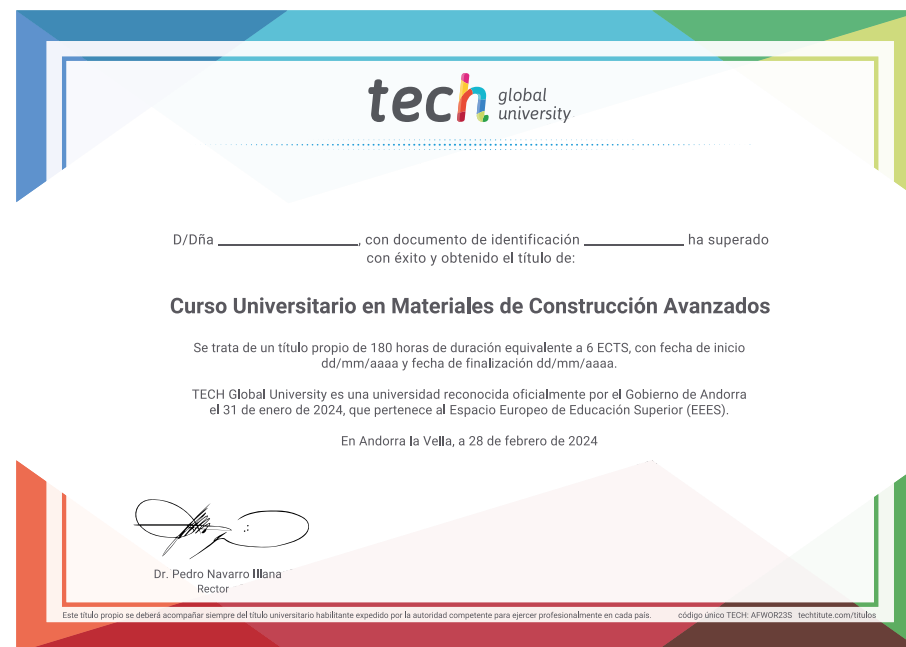 tech global university
D/Dña ____________________, con documento de identificación ______________ ha superado
con éxito y obtenido el título de:
Curso Universitario en Materiales de Construcción Avanzados
Se trata de un título propio de 180 horas de duración equivalente a 6 ECTS, con fecha de inicio
dd/mm/aaaa y fecha de finalización dd/mm/aaaa.
TECH Global University es una universidad reconocida oficialmente por el Gobierno de Andorra
el 31 de enero de 2024, que pertenece al Espacio Europeo de Educación Superior (EEES).
En Andorra la Vella, a 28 de febrero de 2024
Dr. Pedro Navarro Illana
Rector
Este título propio se deberá acompañar siempre del título universitario habilitante expedido por la autoridad competente para ejercer profesionalmente en cada país. código único TECH: AFWOR23S techtitute.com/titulos